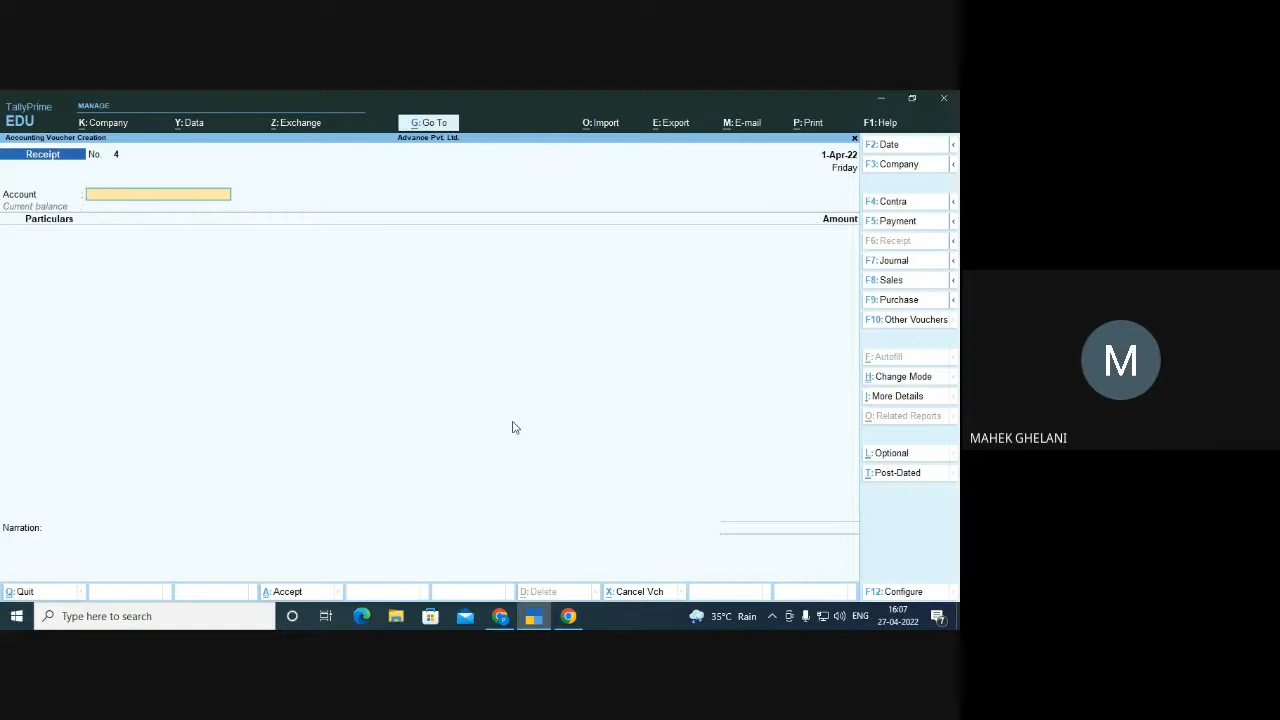 TallyPrime
EDU
MANAGE
K: Company
Y: Data
Z: Exchange
G: Go To
O: Import
E: Export
M: E-mail
P: Print
F1: Help
Accounting Voucher Creation
Advance Pvt. Ltd.
Receipt No. 4
1-Apr-22
Friday
Account :
Current balance :
Particulars
Amount
Narration:
F2: Date
F3: Company
F4: Contra
F5: Payment
F6: Receipt
F7: Journal
F8: Sales
F9: Purchase
F10: Other Vouchers
F: Autofill
H: Change Mode
I: More Details
O: Related Reports
L: Optional
T: Post-Dated
Q: Quit
A: Accept
D: Delete
X: Cancel Vch
F12: Configure
Type here to search
35°C Rain
ENG
16:07
27-04-2022
7
M
MAHEK GHELANI